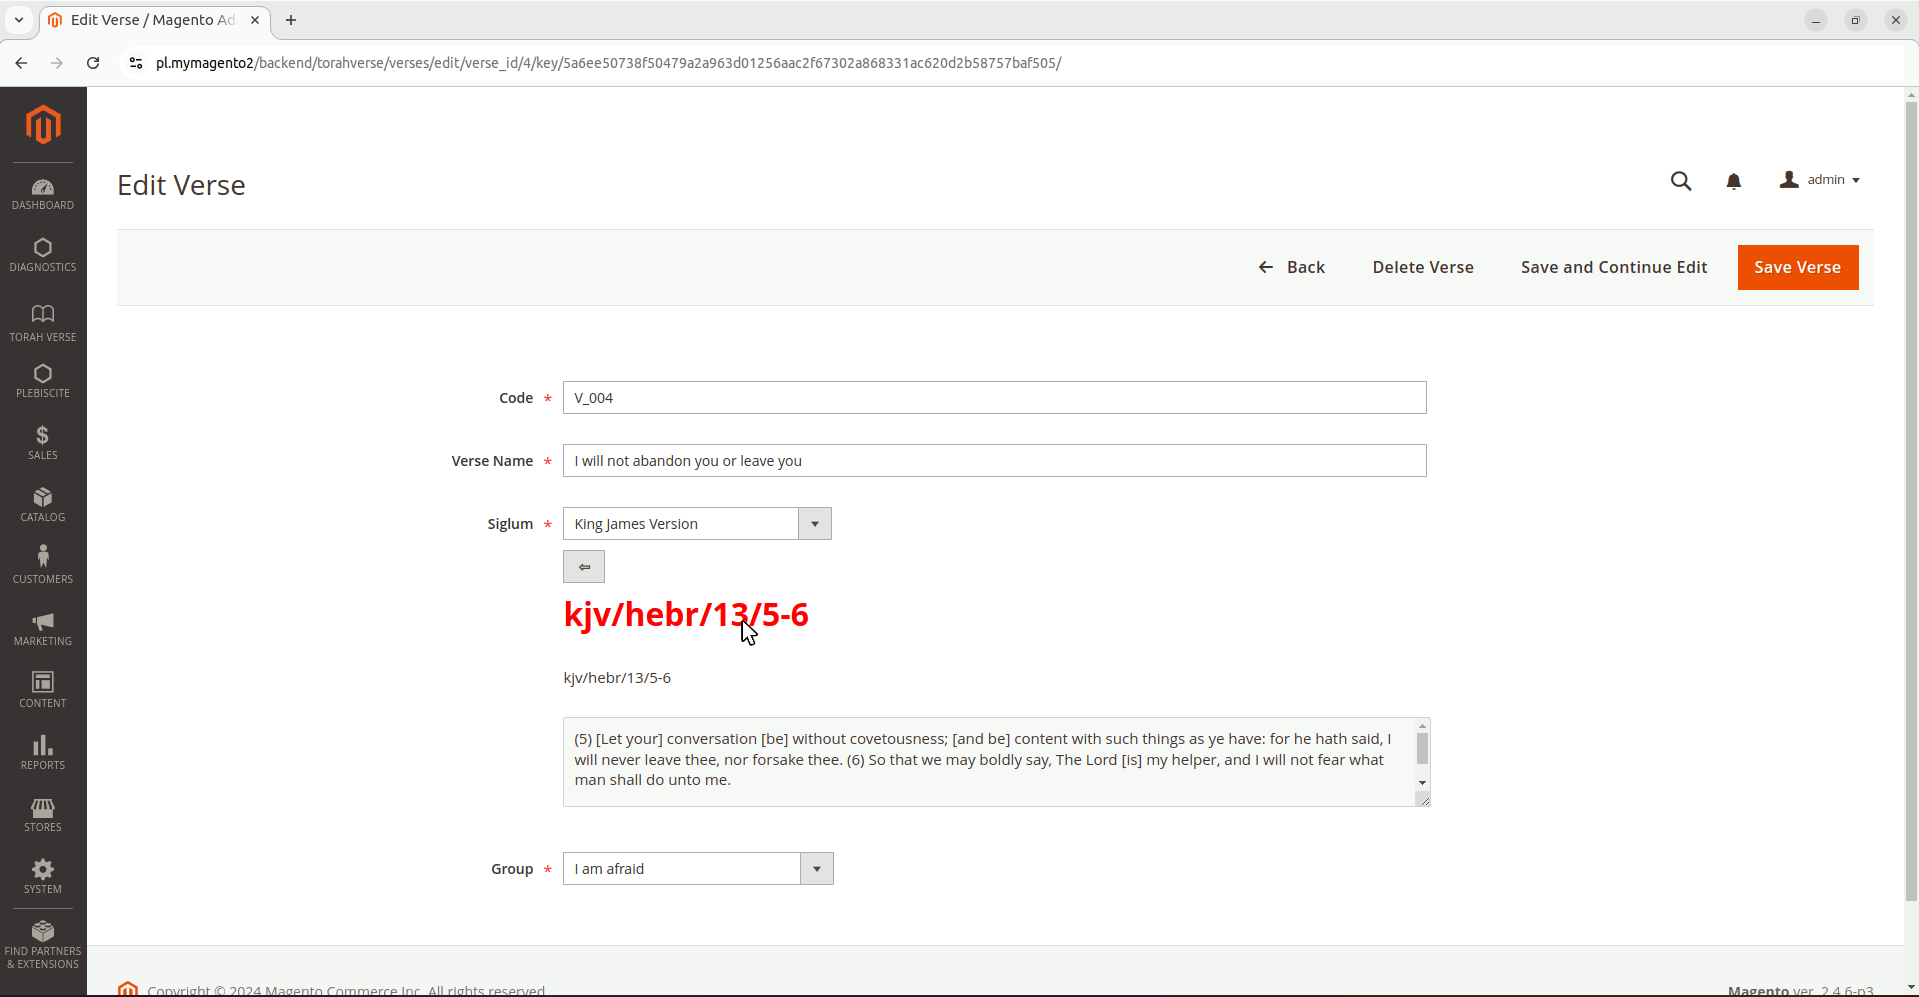 Edit Verse / Magento Ad
pl.mymagento2/backend/torahverse/verses/edit/verse_id/4/key/5a6ee50738f50479a2a963d01256aac2f67302a868331ac620d2b58757baf505/
DASHBOARD
DIAGNOSTICS
TORAH VERSE
PLEBISCITE
$
SALES
CATALOG
CUSTOMERS
MARKETING
CONTENT
REPORTS
STORES
SYSTEM
FIND PARTNERS
& EXTENSIONS
Edit Verse
admin
Back
Delete Verse
Save and Continue Edit
Save Verse
Code *
V_004
Verse Name *
I will not abandon you or leave you
Siglum *
King James Version
⇦
kjv/hebr/13/5-6
kjv/hebr/13/5-6
(5) [Let your] conversation [be] without covetousness; [and be] content with such things as ye have: for he hath said, I
will never leave thee, nor forsake thee. (6) So that we may boldly say, The Lord [is] my helper, and I will not fear what
man shall do unto me.
Group *
I am afraid
Copyright © 2024 Magento Commerce Inc. All rights reserved.
Magento ver. 2.4.6-p3